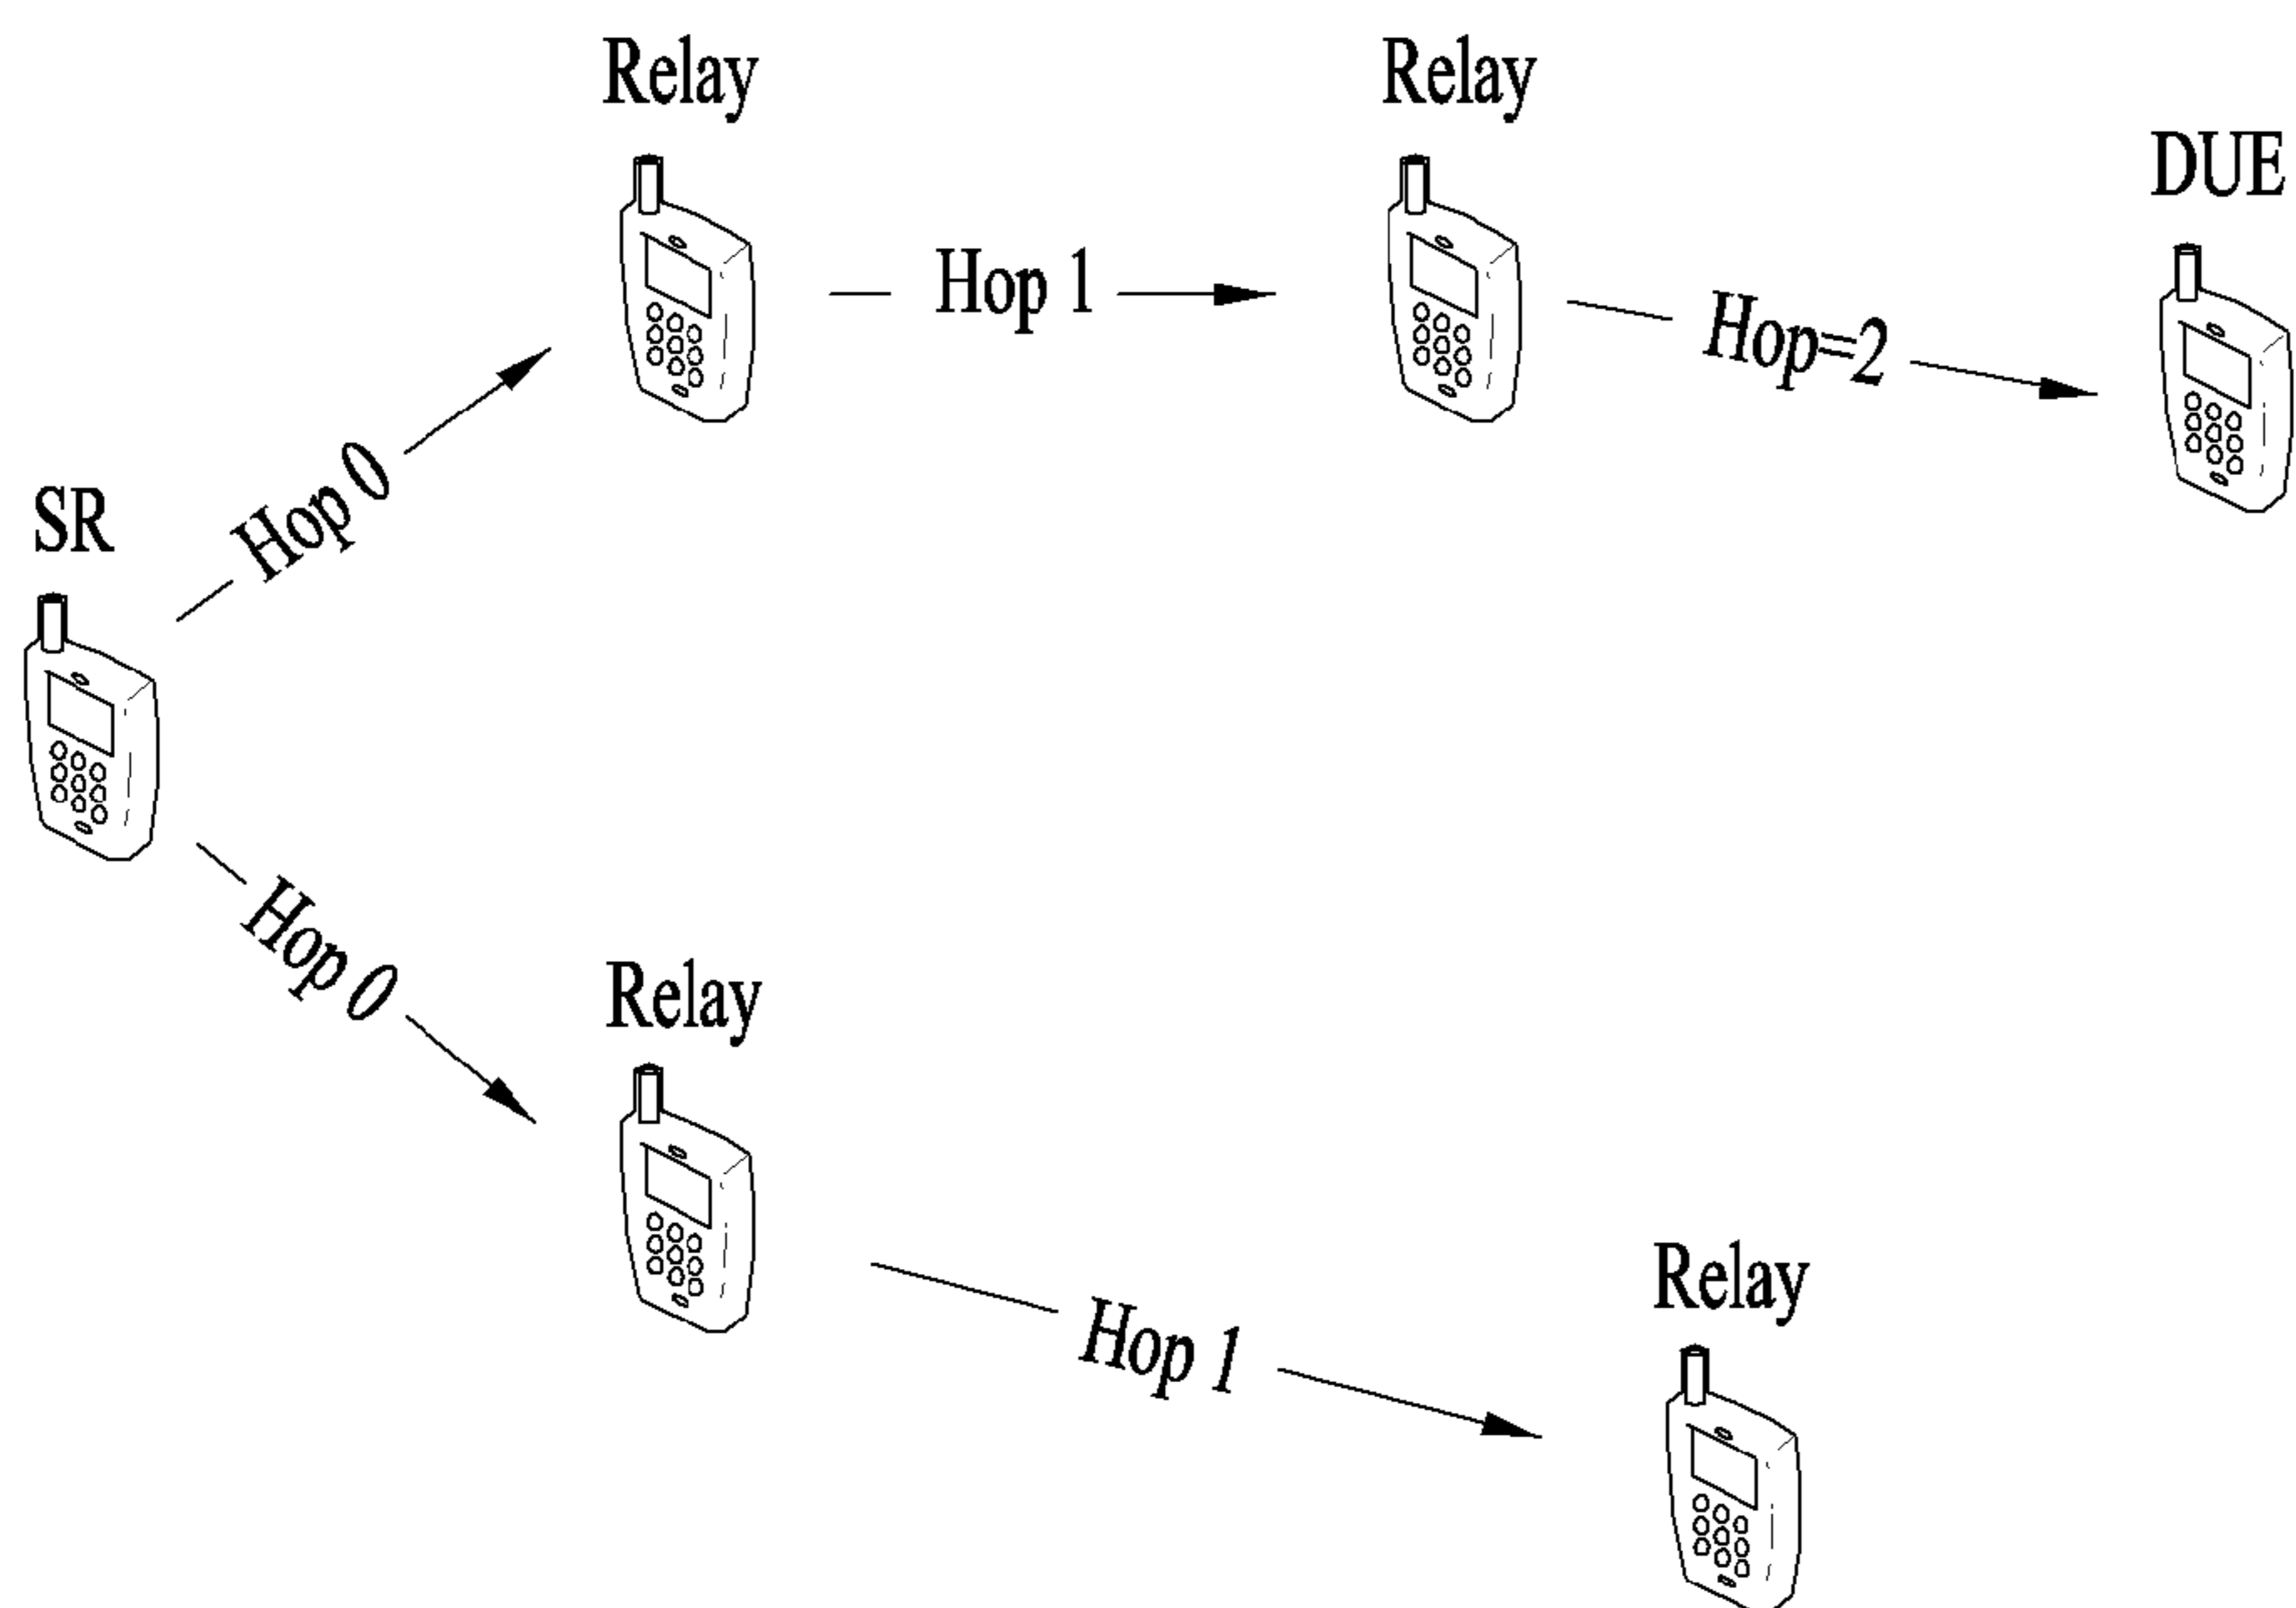 Relay
Relay
DUE
Hop 1
Hop=2
Hop 0
SR
Hop 0
Relay
Hop 1
Relay